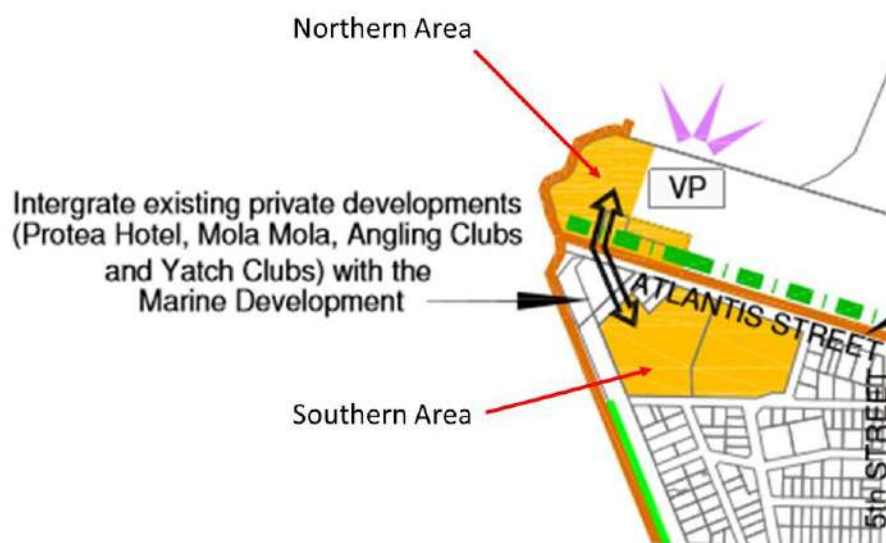 Northern Area
VP
Intergrate existing private developments
(Protea Hotel, Mola Mola, Angling Clubs
and Yatch Clubs) with the
Marine Development
ATLANTIS STREET
Southern Area
5th STREET